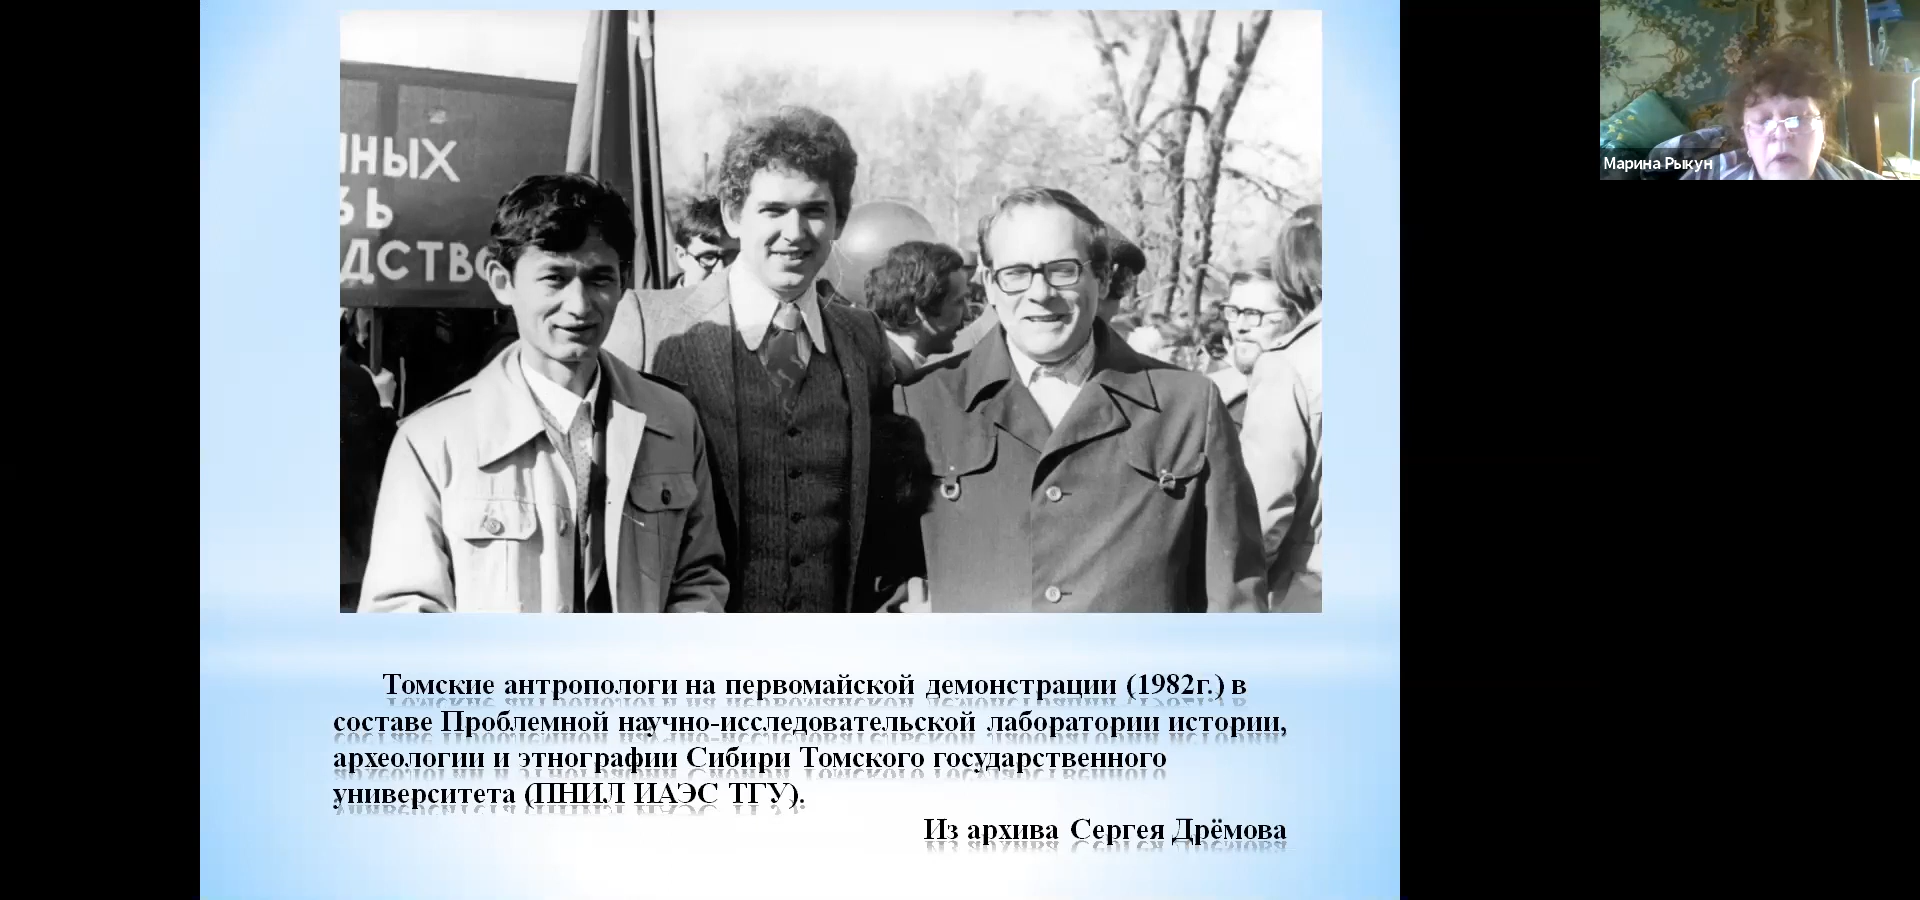 ННЫХ
ЗЬ
ДСТВО
Марина Рыкун
Томские антропологи на первомайской демонстрации (1982г.) в
составе Проблемной научно-исследовательской лаборатории истории,
археологии и этнографии Сибири Томского государственного
университета (ПНИЛ ИАЭС ТГУ).
Из архива Сергея Дрёмова